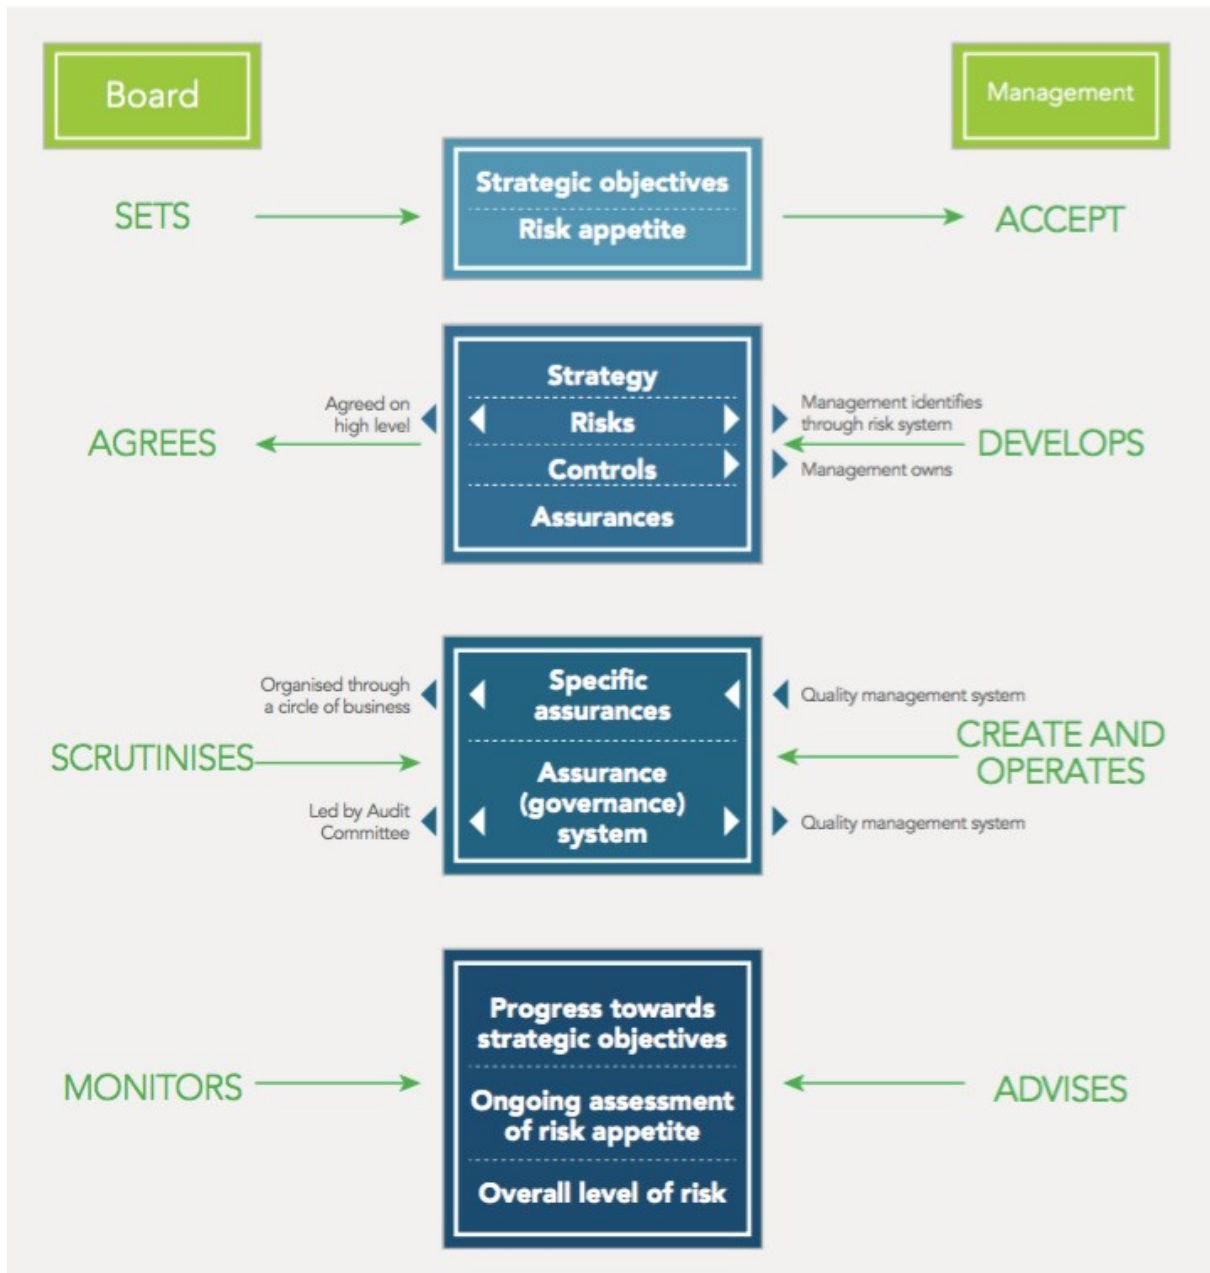 Board
Management
SETS
Strategic objectives
Risk appetite
ACCEPT
AGREES
Agreed on
high level
Strategy
Risks
Controls
Assurances
Management identifies
through risk system
Management owns
DEVELOPS
SCRUTINISES
Organised through
a circle of business
Led by Audit
Committee
Specific
assurances
Assurance
(governance)
system
Quality management system
CREATE AND
OPERATES
Quality management system
MONITORS
Progress towards
strategic objectives
Ongoing assessment
of risk appetite
Overall level of risk
ADVISES